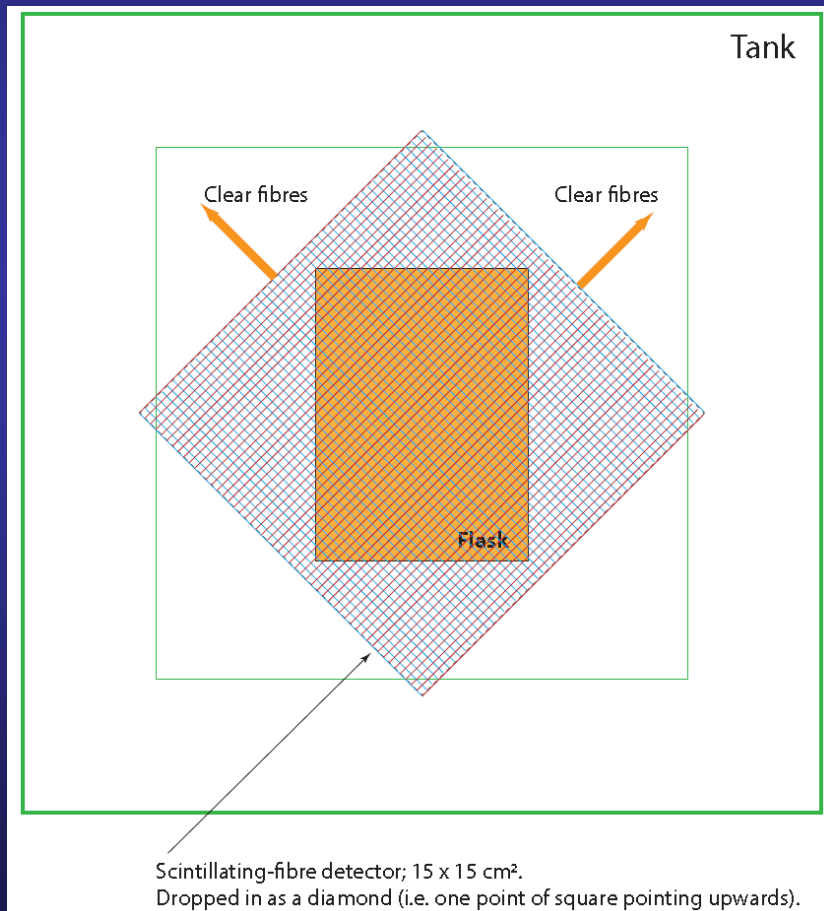 Tank
Clear fibres
Clear fibres
Flask
Scintillating-fibre detector; 15 x 15 cm².
Dropped in as a diamond (i.e. one point of square pointing upwards).